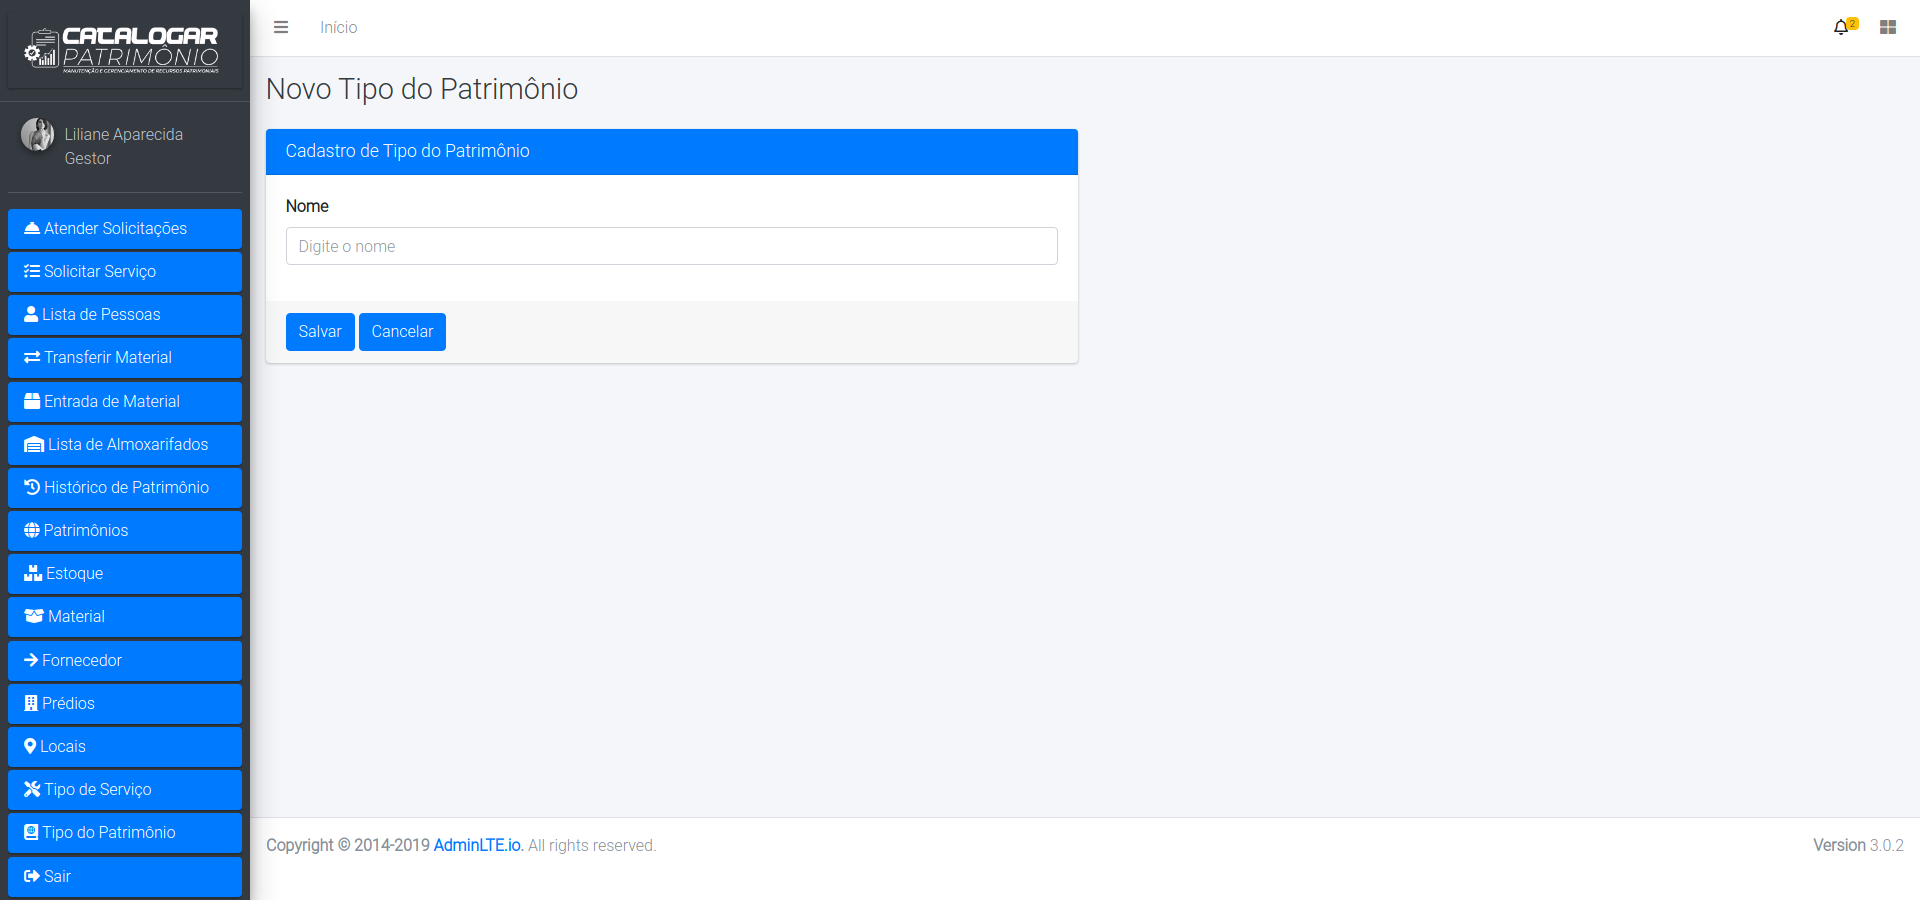 CATALOGAR
PATRIMÔNIO
MANUTENÇÃO E GERENCIAMENTO DE RECURSOS PATRIMONIAIS
Liliane Aparecida
Gestor
Atender Solicitações
Solicitar Serviço
Lista de Pessoas
Transferir Material
Entrada de Material
Lista de Almoxarifados
Histórico de Patrimônio
Patrimônios
Estoque
Material
Fornecedor
Prédios
Locais
Tipo de Serviço
Tipo do Patrimônio
Sair
Início
2
Novo Tipo do Patrimônio
Cadastro de Tipo do Patrimônio
Nome
Digite o nome
Salvar Cancelar
Copyright © 2014-2019 AdminLTE.io. All rights reserved.
Version 3.0.2